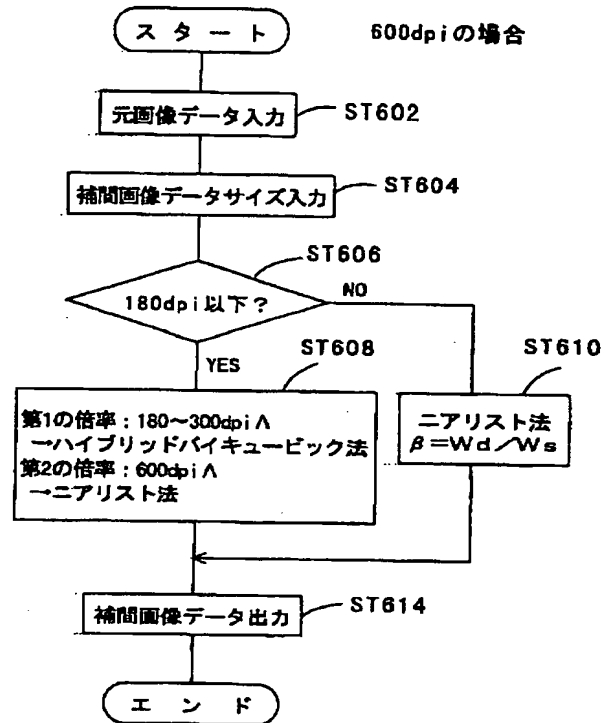 スタート
600dpiの場合
元画像データ入力
ST602
補間画像データサイズ入力
ST604
ST606
180dpi以下?
NO
YES
ST608
ST610
第1の倍率:180~300dpiへ
→ハイブリッドバイキュービック法
第2の倍率:600dpiへ
→ニアリスト法
ニアリスト法
β=Wd/Ws
補間画像データ出力
ST614
エンド